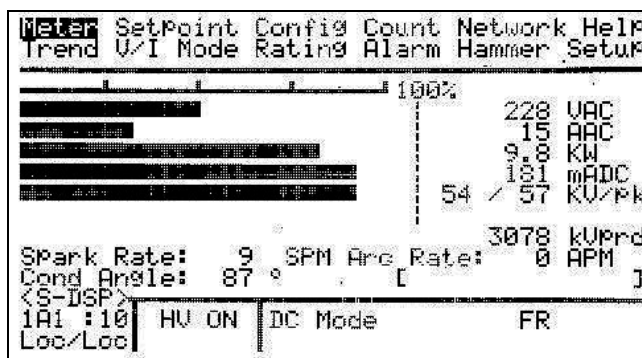 Meter Setpoint Config Count Network Help
Trend V/I Mode Rating Alarm Hammer Setup
100%
228 VAC
15 AAC
9.8 KW
181 mADC
54 / 57 KV/pk
3078 kVprd
Spark Rate: 9 SPM Arc Rate: 0 APM
Cond Angle: 87 ° [ ]
<S-DSP>
1A1 :10 HV ON DC Mode FR
Loc/Loc